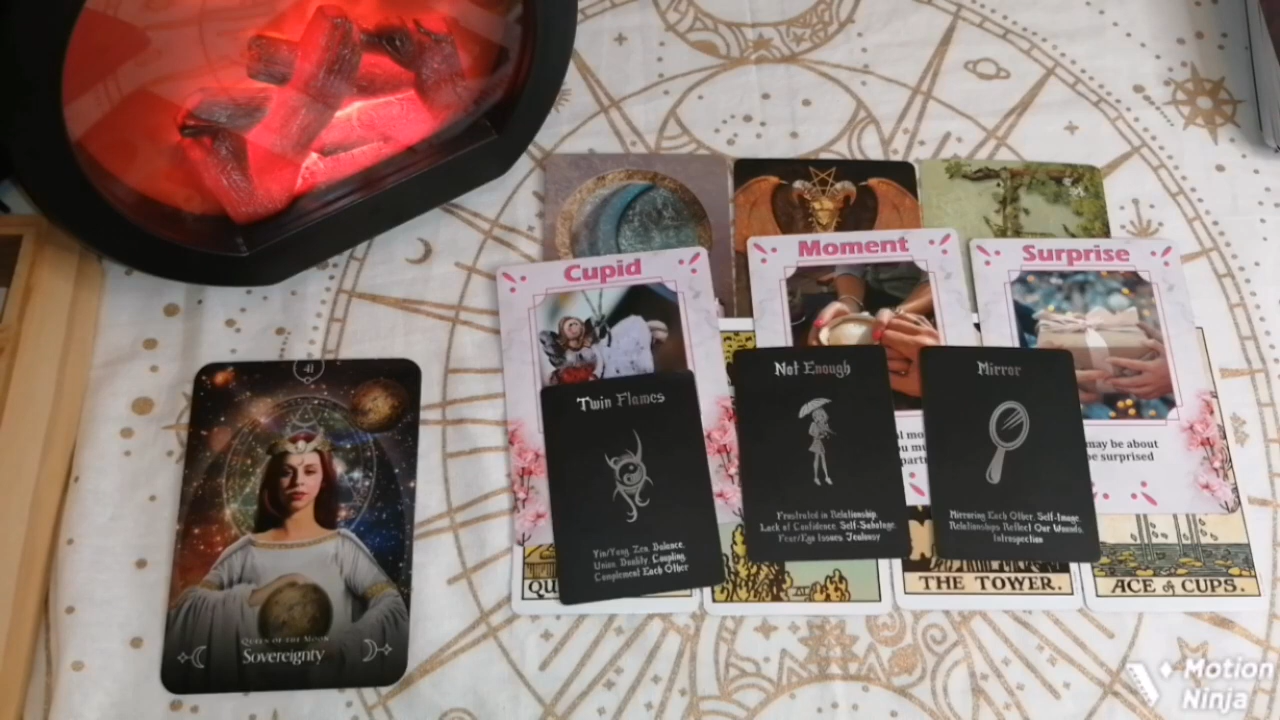 Cupid
Moment
Surprise
41
Queen of the Moon
Sovereignty
Twin Flames
Yin/Yang, Zen, Balance,
Union, Duality, Coupling,
Complement Each Other
Not Enough
Frustrated in Relationship,
Lack of Confidence, Self-Sabotage,
Fear/Ego Issues Jealousy
Mirror
Mirroring Each Other, Self-Image,
Relationships Reflect Our Wounds,
Introspection
may be about
be surprised
QU
THE TOWER.
ACE of CUPS.
Motion
Ninja